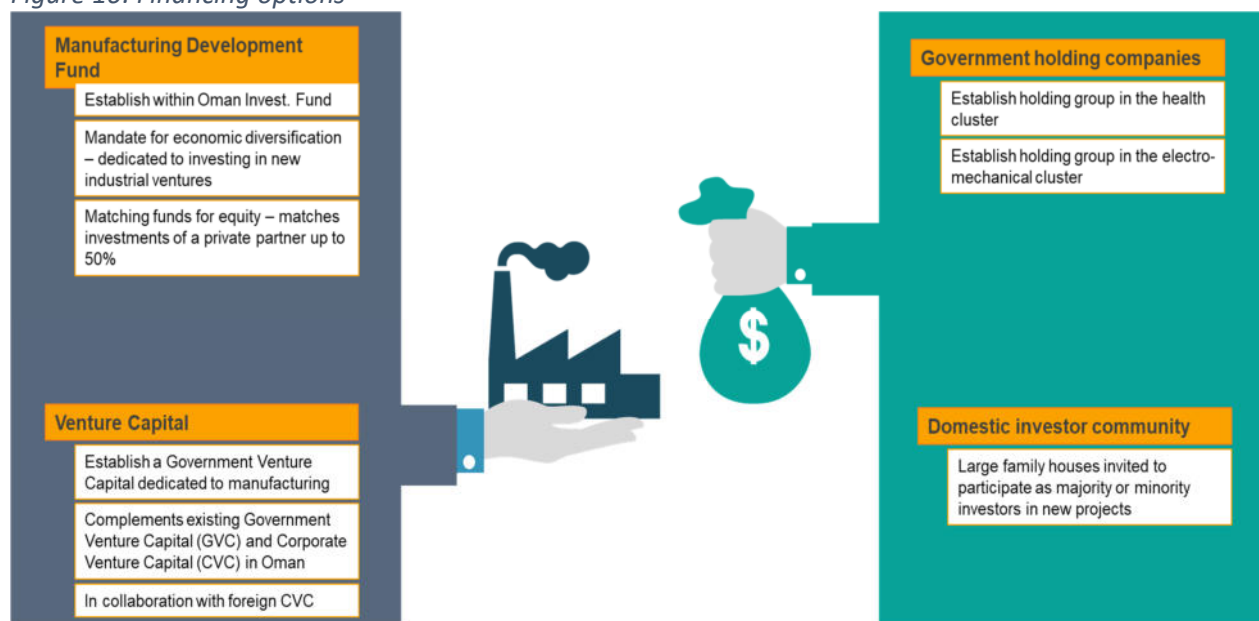 Figure 10: Financing options
Manufacturing Development
Fund
Establish within Oman Invest. Fund
Mandate for economic diversification
– dedicated to investing in new
industrial ventures
Matching funds for equity – matches
investments of a private partner up to
50%
Venture Capital
Establish a Government Venture
Capital dedicated to manufacturing
Complements existing Government
Venture Capital (GVC) and Corporate
Venture Capital (CVC) in Oman
In collaboration with foreign CVC
$
Government holding companies
Establish holding group in the health
cluster
Establish holding group in the electro-
mechanical cluster
Domestic investor community
Large family houses invited to
participate as majority or minority
investors in new projects